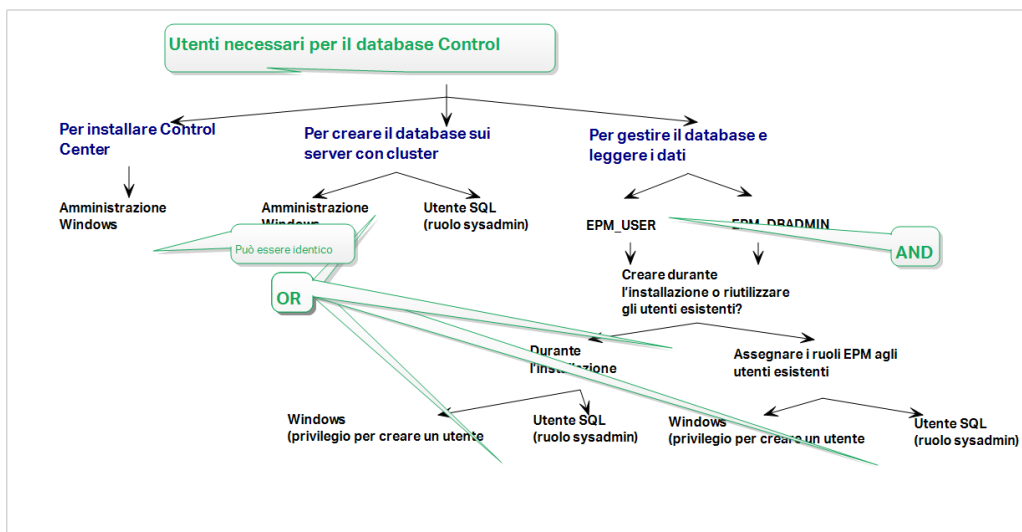 Utenti necessari per il database Control
Per installare Control
Center
Per creare il database sui
server con cluster
Per gestire il database e
leggere i dati
Amministrazione
Windows
Amministrazione
Windows
Utente SQL
(ruolo sysadmin)
EPM_USER
EPM_DBADMIN
Può essere identico
AND
OR
Creare durante
l'installazione o riutilizzare
gli utenti esistenti?
Durante
l'installazione
Assegnare i ruoli EPM agli
utenti esistenti
Windows
(privilegio per creare un utente
Utente SQL
(ruolo sysadmin)
Windows
(privilegio per creare un utente
Utente SQL
(ruolo sysadmin)